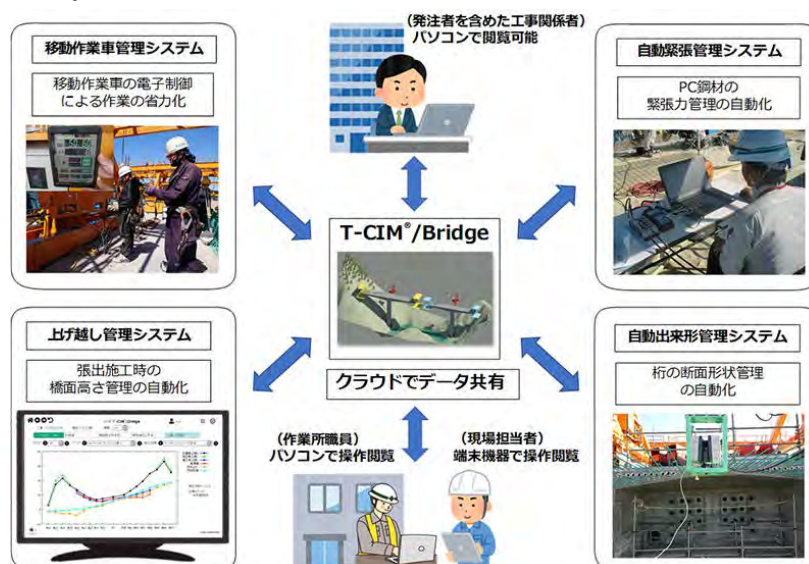 (発注者を含めた工事関係者)
パソコンで閲覧可能
移動作業車管理システム
移動作業車の電子制御
による作業の省力化
自動緊張管理システム
PC鋼材の
緊張力管理の自動化
T-CIM®/Bridge
クラウドでデータ共有
上げ越し管理システム
張出施工時の
橋面高さ管理の自動化
自動出来形管理システム
桁の断面形状管理
の自動化
(作業所職員)
パソコンで操作閲覧
(現場担当者)
端末機器で操作閲覧